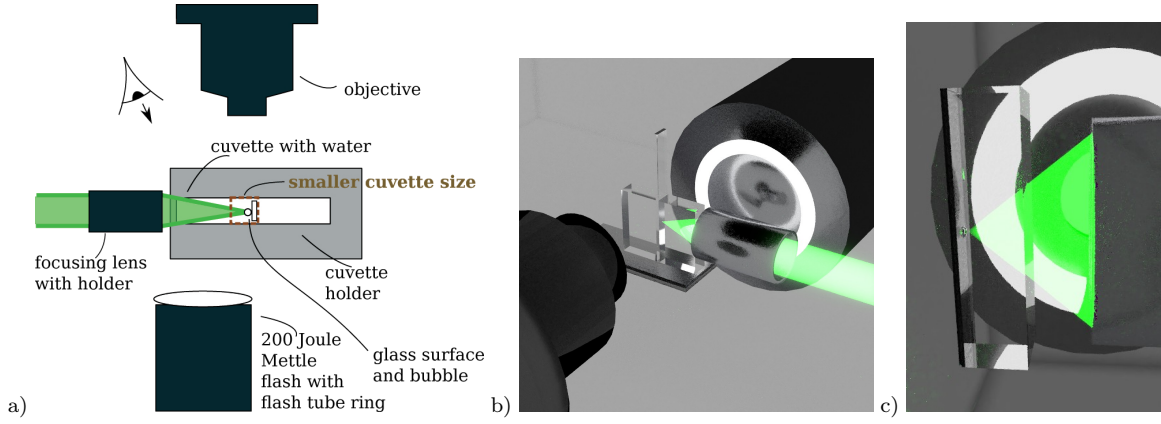 a)
objective
cuvette with water
smaller cuvette size
focusing lens
with holder
cuvette
holder
200 Joule
Mettle
flash with
flash tube ring
glass surface
and bubble
b)
c)